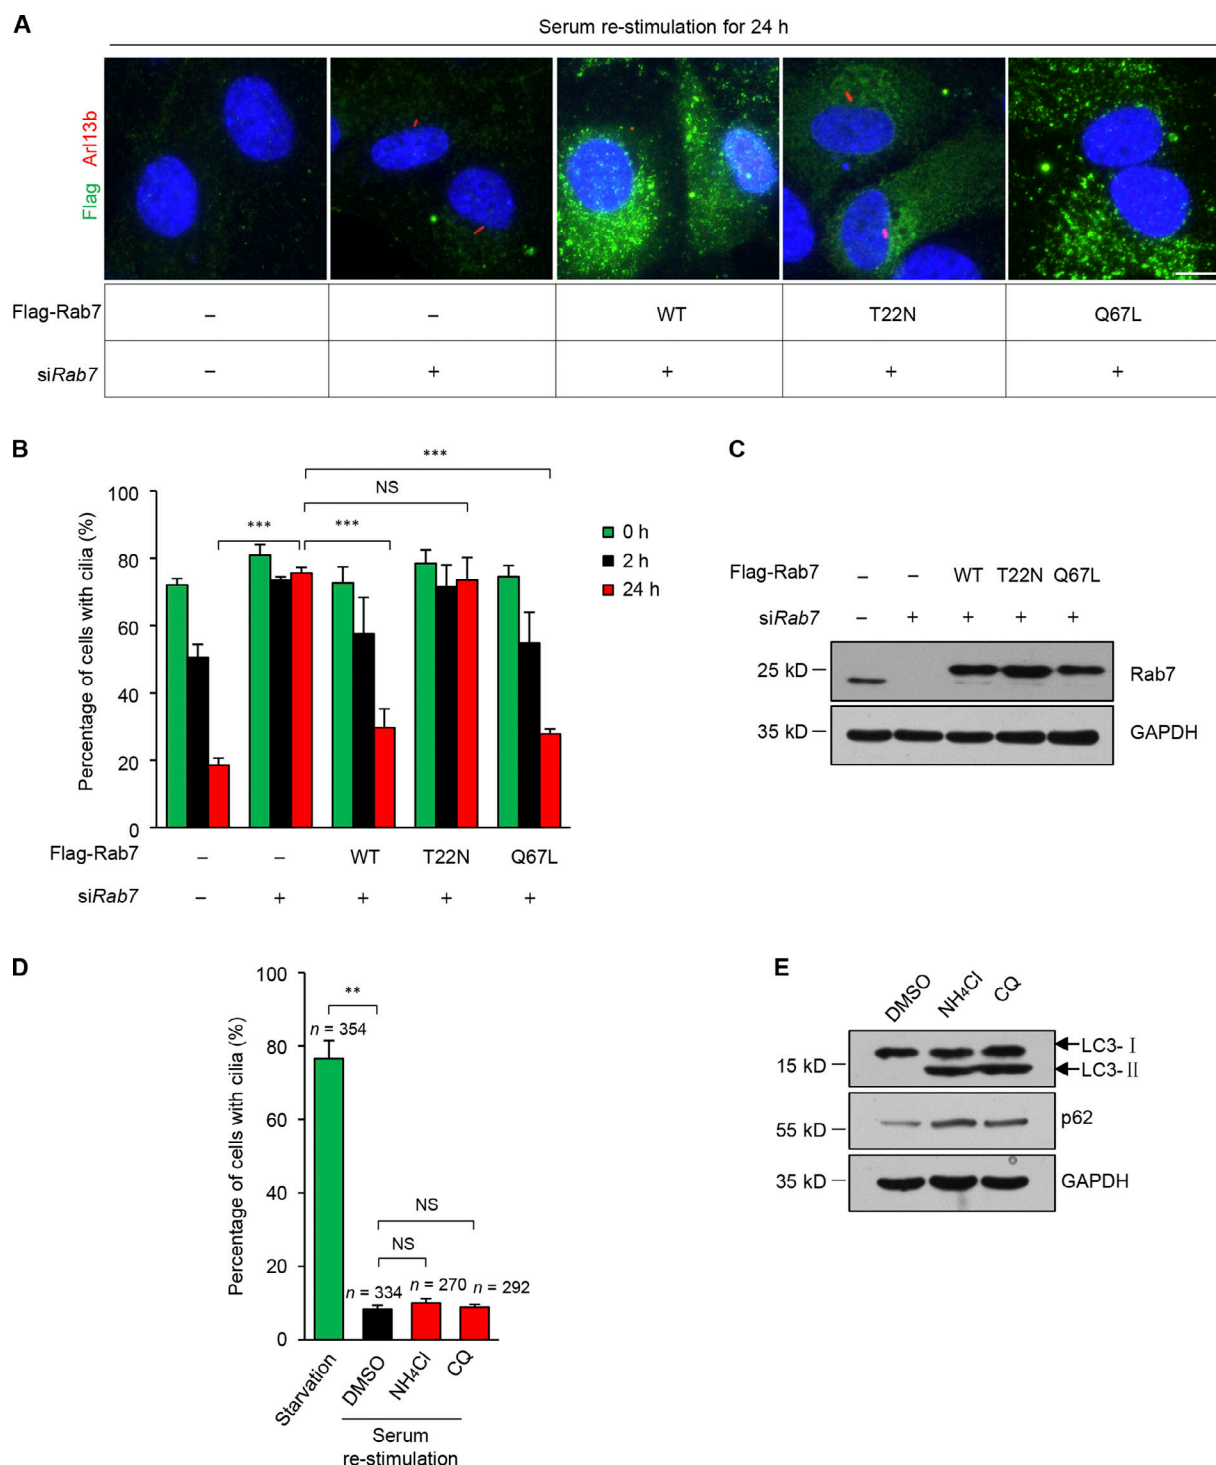 A
Serum re-stimulation for 24 h
Flag Arl13b
Flag-Rab7 – – WT T22N Q67L
siRab7 – + + + +
B
Percentage of cells with cilia (%)
100
80
60
40
20
0
***
NS
*** ***
0 h
2 h
24 h
Flag-Rab7 – – WT T22N Q67L
siRab7 – + + + +
C
Flag-Rab7 – – WT T22N Q67L
siRab7 – + + + +
25 kD Rab7
35 kD GAPDH
D
Percentage of cells with cilia (%)
100
80
60
40
20
0
**
n = 354
NS
NS
n = 334 n = 270 n = 292
Starvation DMSO NH₄Cl CQ
Serum
re-stimulation
E
DMSO NH₄Cl CQ
LC3-Ⅰ
15 kD LC3-Ⅱ
55 kD p62
35 kD GAPDH